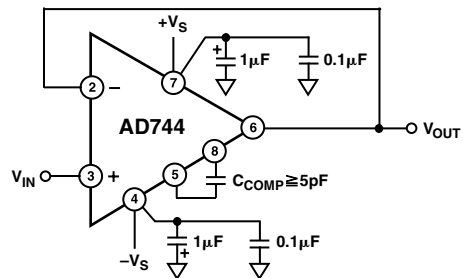 +VS
+
1µF
0.1µF
7
2
–
AD744
6
VOUT
8
VIN
3
+
5
CCOMP≧5pF
4
1µF
+
0.1µF
–VS